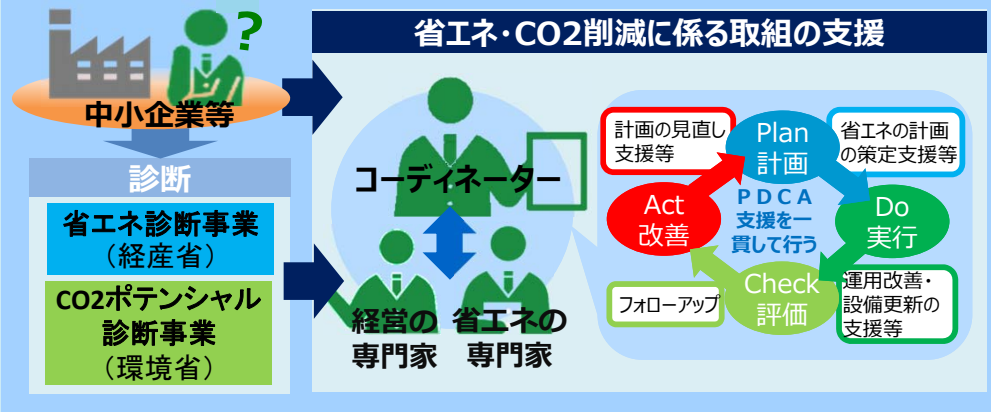 ?
中小企業等
診断
省エネ診断事業
（経産省）
CO2ポテンシャル
診断事業
（環境省）
省エネ・CO2削減に係る取組の支援
コーディネーター
経営の
専門家
省エネの
専門家
計画の見直し
支援等
Plan
計画
省エネの計画
の策定支援等
Act
改善
ＰＤＣＡ
支援を一
貫して行う
Do
実行
Check
評価
フォローアップ
運用改善・
設備更新の
支援等